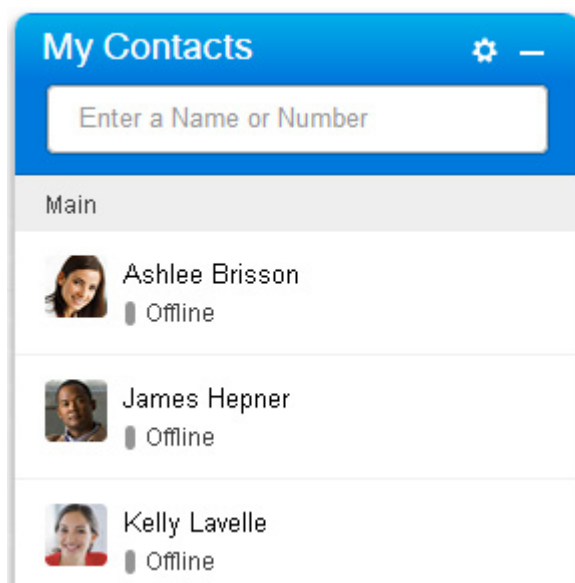 My Contacts
Enter a Name or Number
Main
Ashlee Brisson
Offline
James Hepner
Offline
Kelly Lavelle
Offline